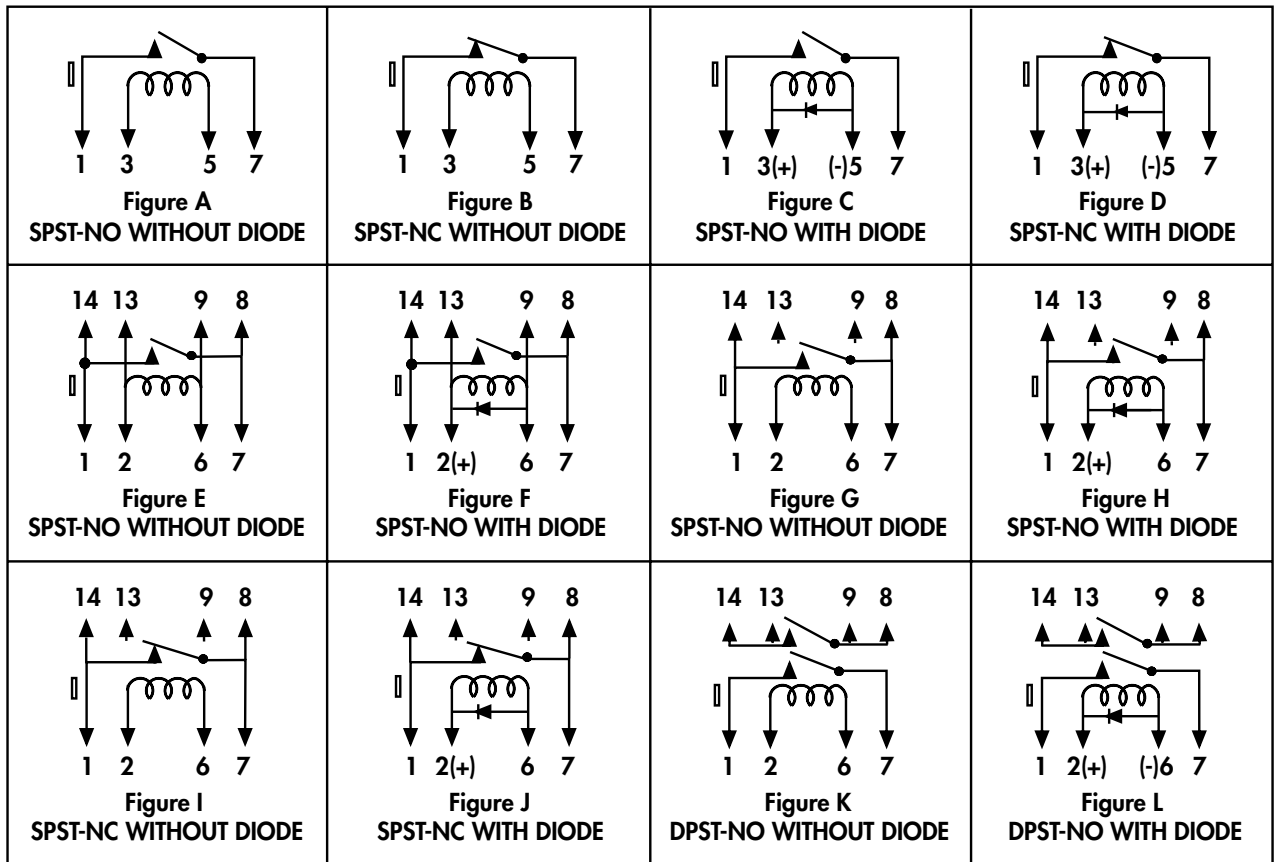 1 3 5 7
Figure A
SPST-NO WITHOUT DIODE
1 3 5 7
Figure B
SPST-NC WITHOUT DIODE
1 3(+) (-)5 7
Figure C
SPST-NO WITH DIODE
1 3(+) (-)5 7
Figure D
SPST-NC WITH DIODE
14 13 9 8
1 2 6 7
Figure E
SPST-NO WITHOUT DIODE
14 13 9 8
1 2(+) 6 7
Figure F
SPST-NO WITH DIODE
14 13 9 8
1 2 6 7
Figure G
SPST-NO WITHOUT DIODE
14 13 9 8
1 2(+) 6 7
Figure H
SPST-NO WITH DIODE
14 13 9 8
1 2 6 7
Figure I
SPST-NC WITHOUT DIODE
14 13 9 8
1 2(+) 6 7
Figure J
SPST-NC WITH DIODE
14 13 9 8
1 2 6 7
Figure K
DPST-NO WITHOUT DIODE
14 13 9 8
1 2(+) (-)6 7
Figure L
DPST-NO WITH DIODE